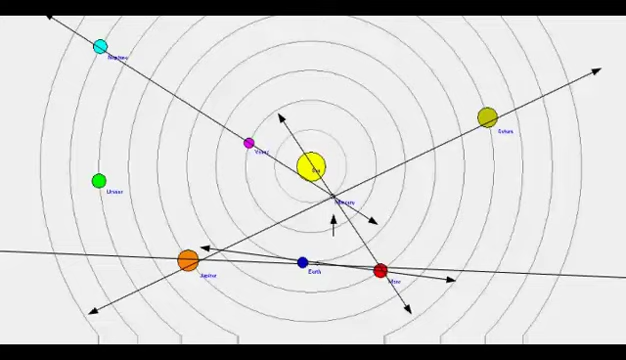 Neptune
Venus
Sun
Saturn
Uranus
Mercury
Jupiter
Earth
Mars